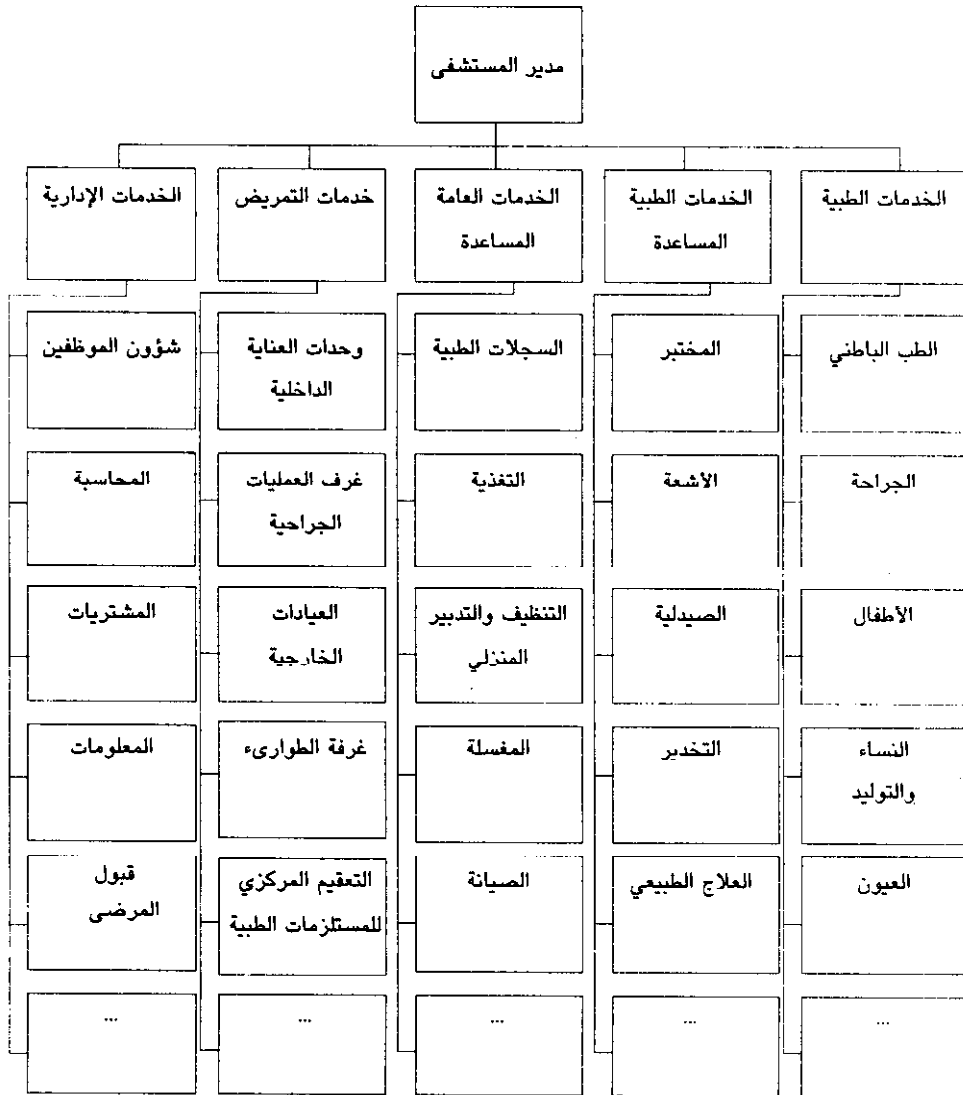 مدير المستشفى
الخدمات الطبية
الخدمات الطبية
المساعدة
الخدمات العامة
المساعدة
خدمات التمريض
الخدمات الإدارية
الطب الباطني
المختبر
السجلات الطبية
وحدات العناية
الداخلية
شؤون الموظفين
الجراحة
الأشعة
التغذية
غرف العمليات
الجراحية
المحاسبة
الأطفال
الصيدلية
التنظيف والتدبير
المنزلي
العيادات
الخارجية
المشتريات
النساء
والتوليد
التخدير
المغسلة
غرفة الطوارىء
المعلومات
العيون
العلاج الطبيعي
الصيانة
التعقيم المركزي
للمستلزمات الطبية
قبول
المرضى
...
...
...
...
...